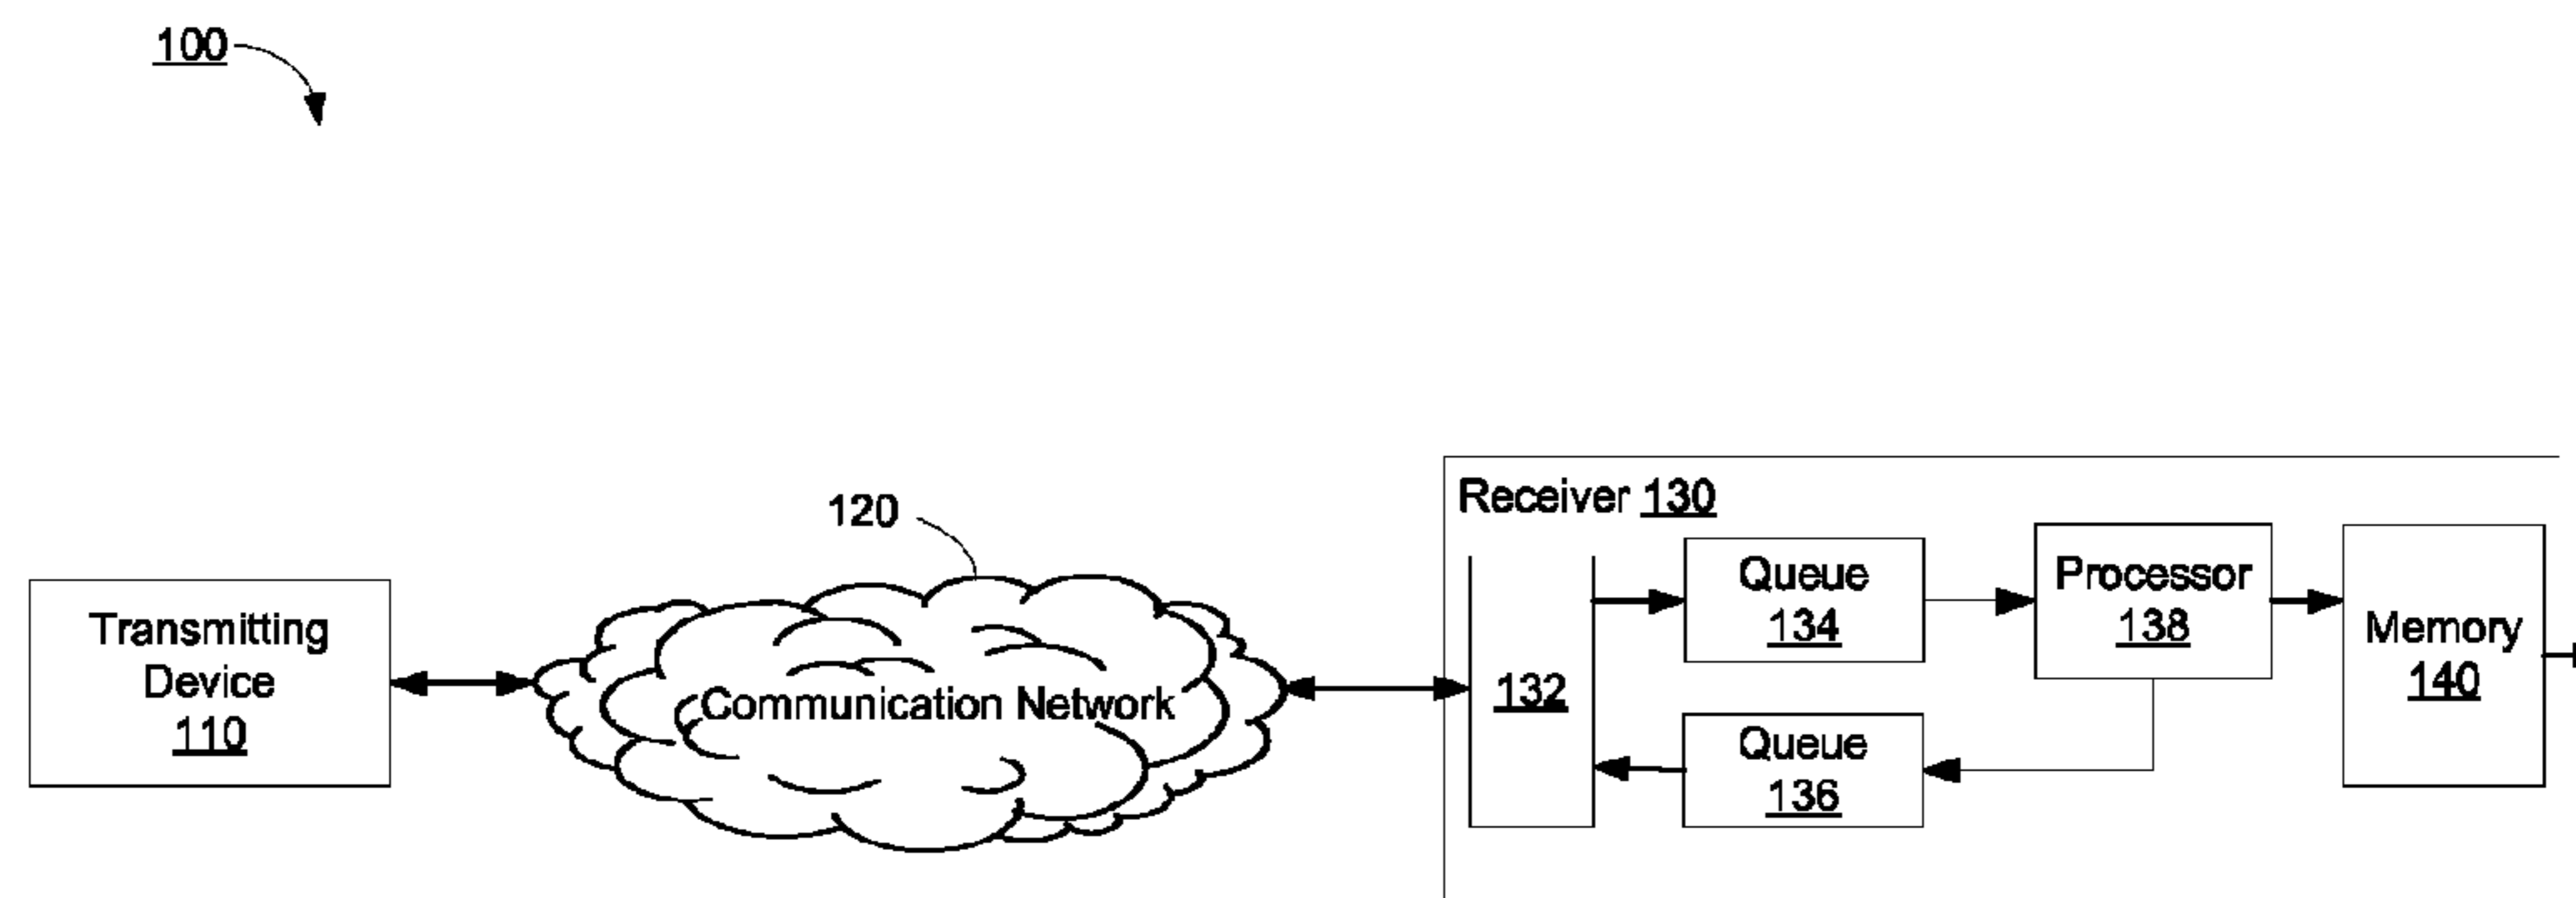 100
120
Receiver 130
Transmitting
Device
110
Communication Network
132
Queue
134
Processor
138
Memory
140
Queue
136